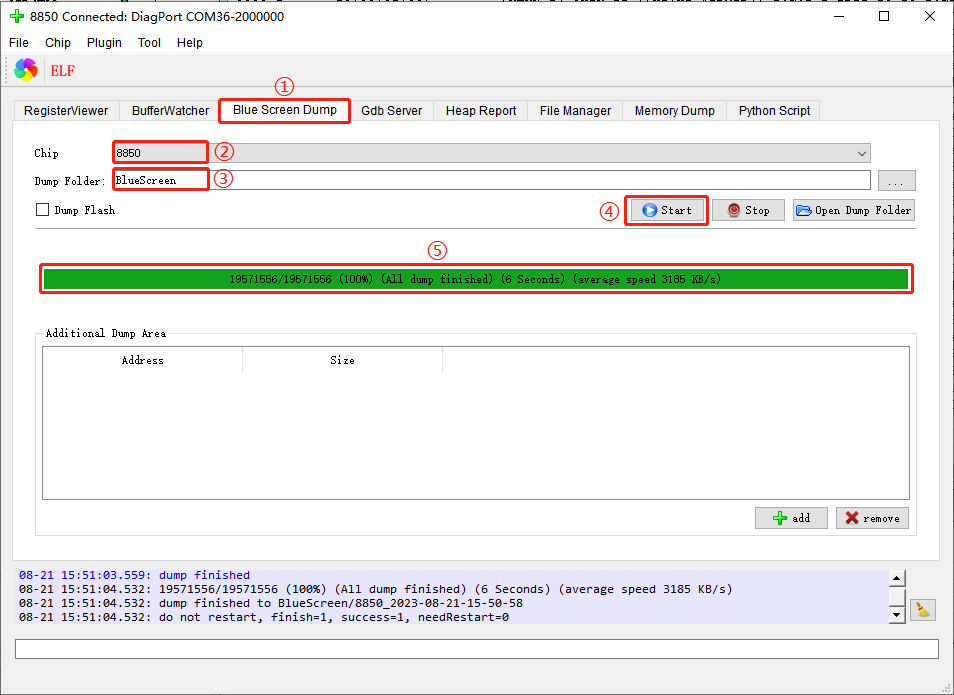 8850 Connected: DiagPort COM36-2000000
File Chip Plugin Tool Help
ELF
①
RegisterViewer BufferWatcher Blue Screen Dump Gdb Server Heap Report File Manager Memory Dump Python Script
Chip 8850 ②
Dump Folder: BlueScreen ③ ...
Dump Flash ④ Start Stop Open Dump Folder
⑤
19571556/19571556 (100%) (All dump finished) (6 Seconds) (average speed 3185 KB/s)
Additional Dump Area
Address Size
add remove
08-21 15:51:03.559: dump finished
08-21 15:51:04.532: 19571556/19571556 (100%) (All dump finished) (6 Seconds) (average speed 3185 KB/s)
08-21 15:51:04.532: dump finished to BlueScreen/8850_2023-08-21-15-50-58
08-21 15:51:04.532: do not restart, finish=1, success=1, needRestart=0